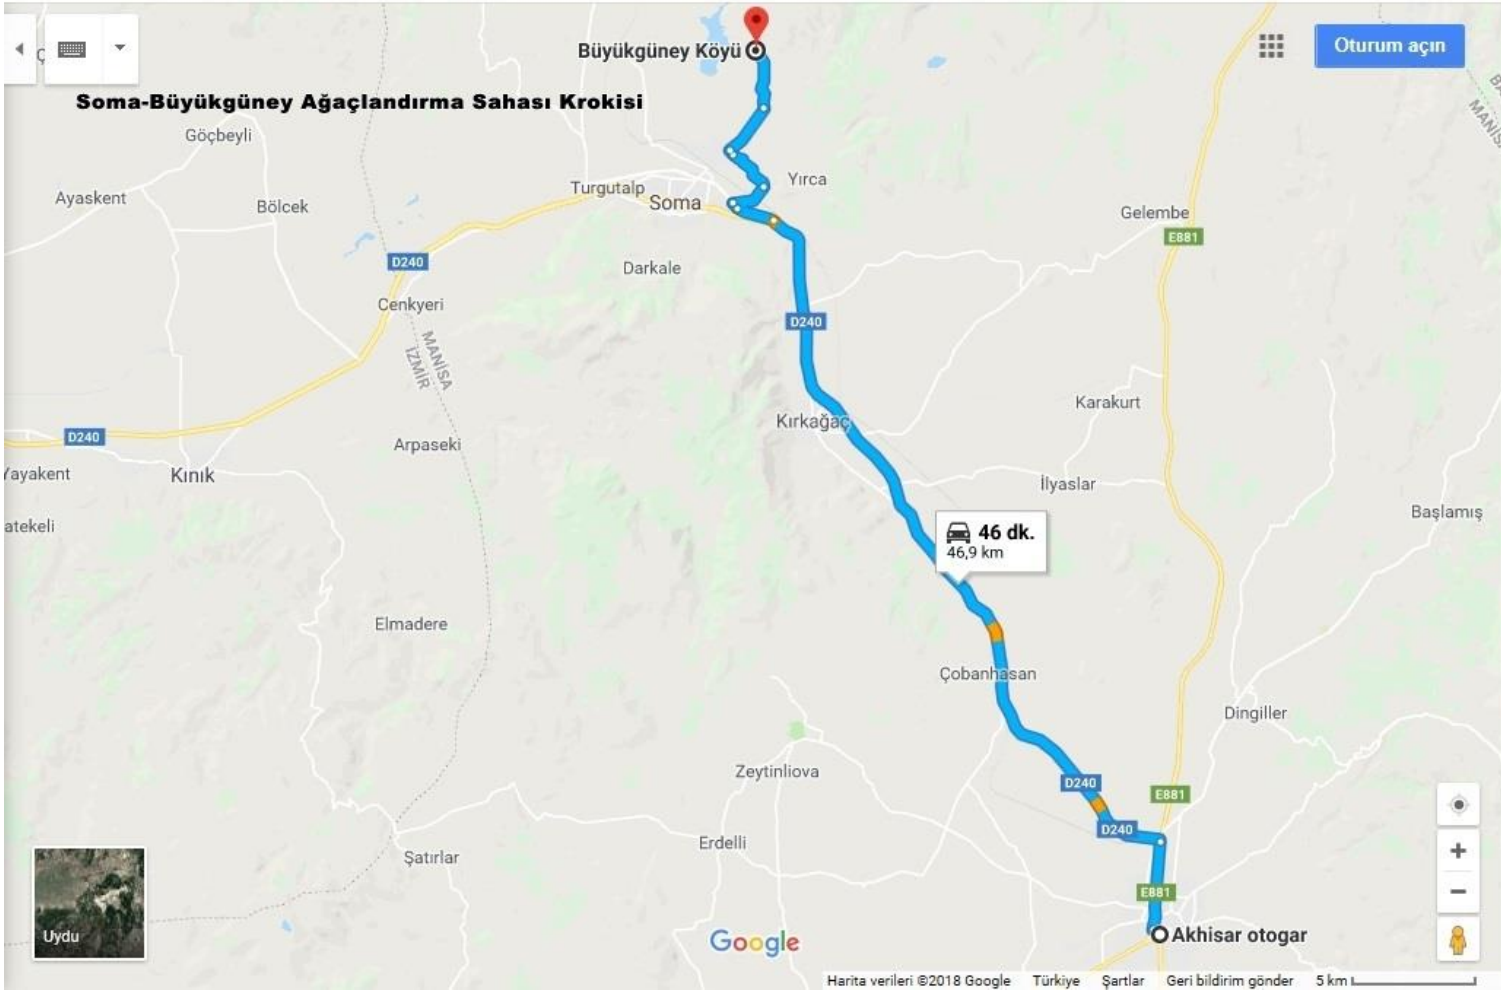 Büyükgüney Köyü
Oturum açın
Soma-Büyükgüney Ağaçlandırma Sahası Krokisi
Göçbeyli
Yırca
Turgutalp
Ayaskent
Bölcek
Soma
Gelembe
E881
D240
Darkale
Cenkyeri
D240
MANİSA
İZMİR
Karakurt
Kırkağaç
D240
Arpaseki
Yayakent
Kınık
İlyaslar
Başlamış
atekeli
46 dk.
46,9 km
Elmadere
Çobanhasan
Dingiller
Zeytinliova
D240
E881
D240
Erdelli
Şatırlar
E881
Uydu
Google
Akhisar otogar
Harita verileri ©2018 Google Türkiye Şartlar Geri bildirim gönder 5 km